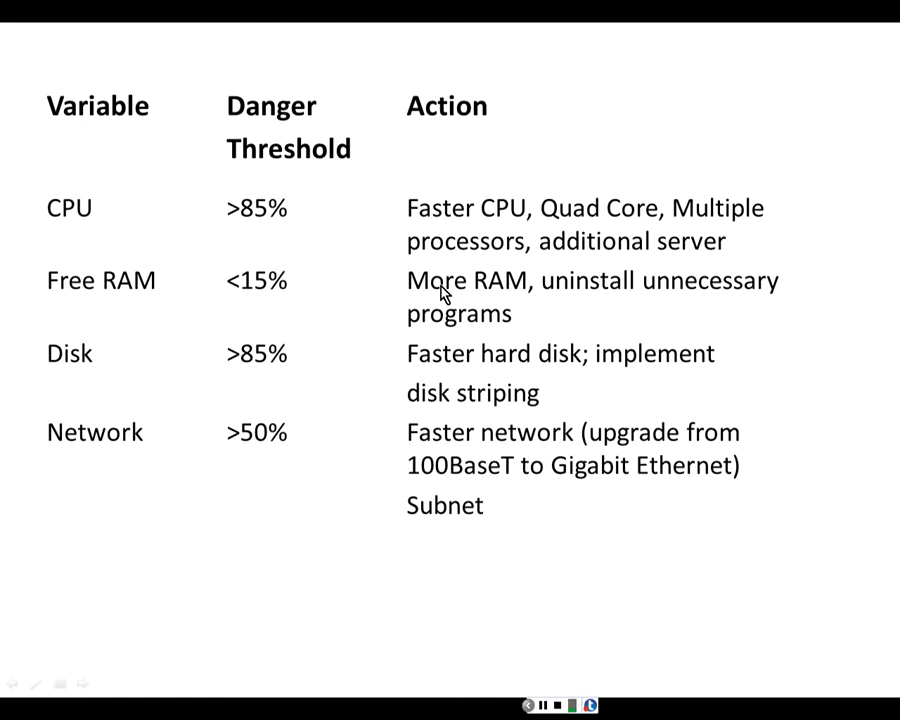 Variable Danger Action
Threshold
CPU >85% Faster CPU, Quad Core, Multiple
processors, additional server
Free RAM <15% More RAM, uninstall unnecessary
programs
Disk >85% Faster hard disk; implement
disk striping
Network >50% Faster network (upgrade from
100BaseT to Gigabit Ethernet)
Subnet